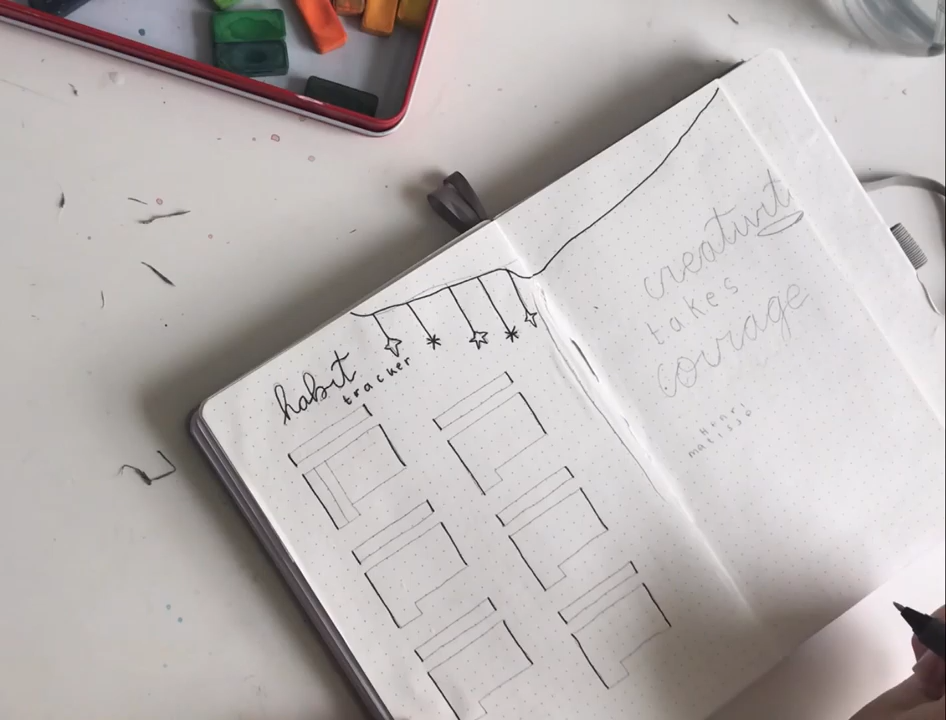 habit
tracker
creativity
takes
courage
Henri
matisse